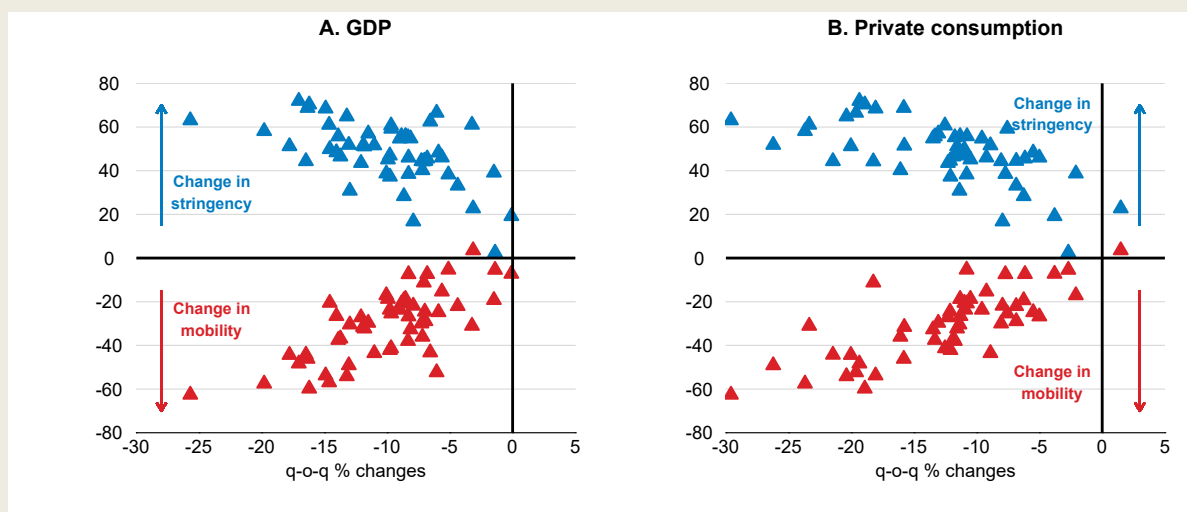 A. GDP
80
60
40
20
0
-20
-40
-60
-80
Change in
stringency
Change in
mobility
-30 -25 -20 -15 -10 -5 0 5
q-o-q % changes
B. Private consumption
80
60
40
20
0
-20
-40
-60
-80
Change in
stringency
Change in
mobility
-30 -25 -20 -15 -10 -5 0 5
q-o-q % changes